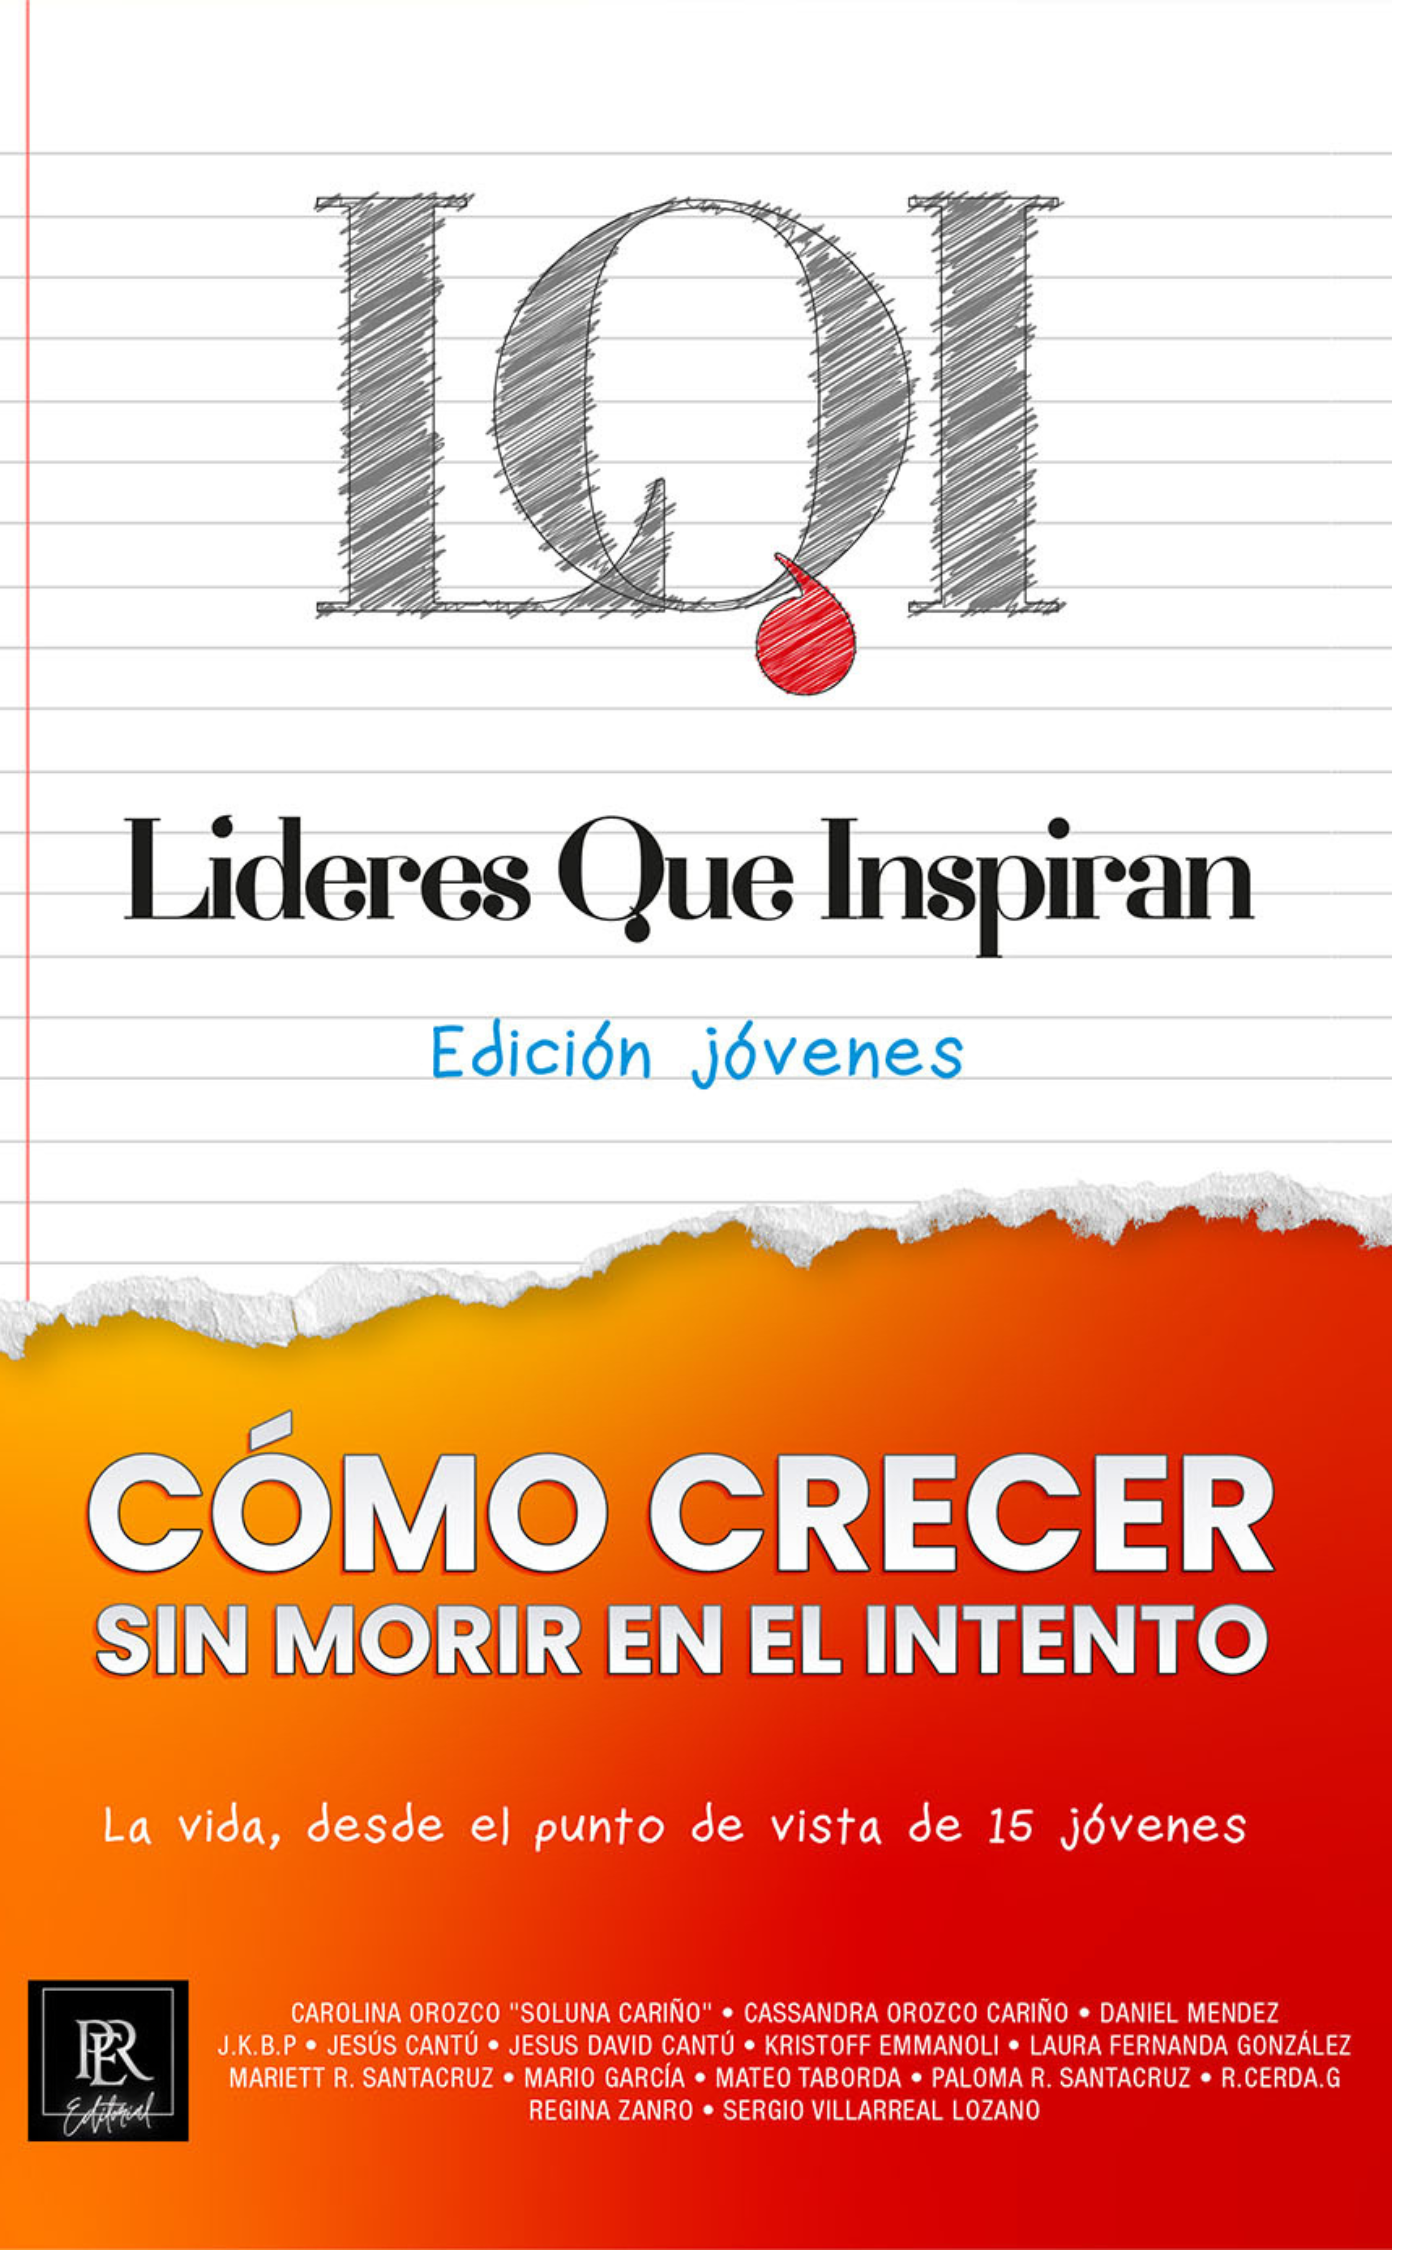 LQI
Lideres Que Inspiran
Edición jóvenes
CÓMO CRECER
SIN MORIR EN EL INTENTO
La vida, desde el punto de vista de 15 jóvenes
PER
Editorial
CAROLINA OROZCO "SOLUNA CARIÑO" • CASSANDRA OROZCO CARIÑO • DANIEL MENDEZ
J.K.B.P • JESÚS CANTÚ • JESUS DAVID CANTÚ • KRISTOFF EMMANOLI • LAURA FERNANDA GONZÁLEZ
MARIETT R. SANTACRUZ • MARIO GARCÍA • MATEO TABORDA • PALOMA R. SANTACRUZ • R.CERDA.G
REGINA ZANRO • SERGIO VILLARREAL LOZANO